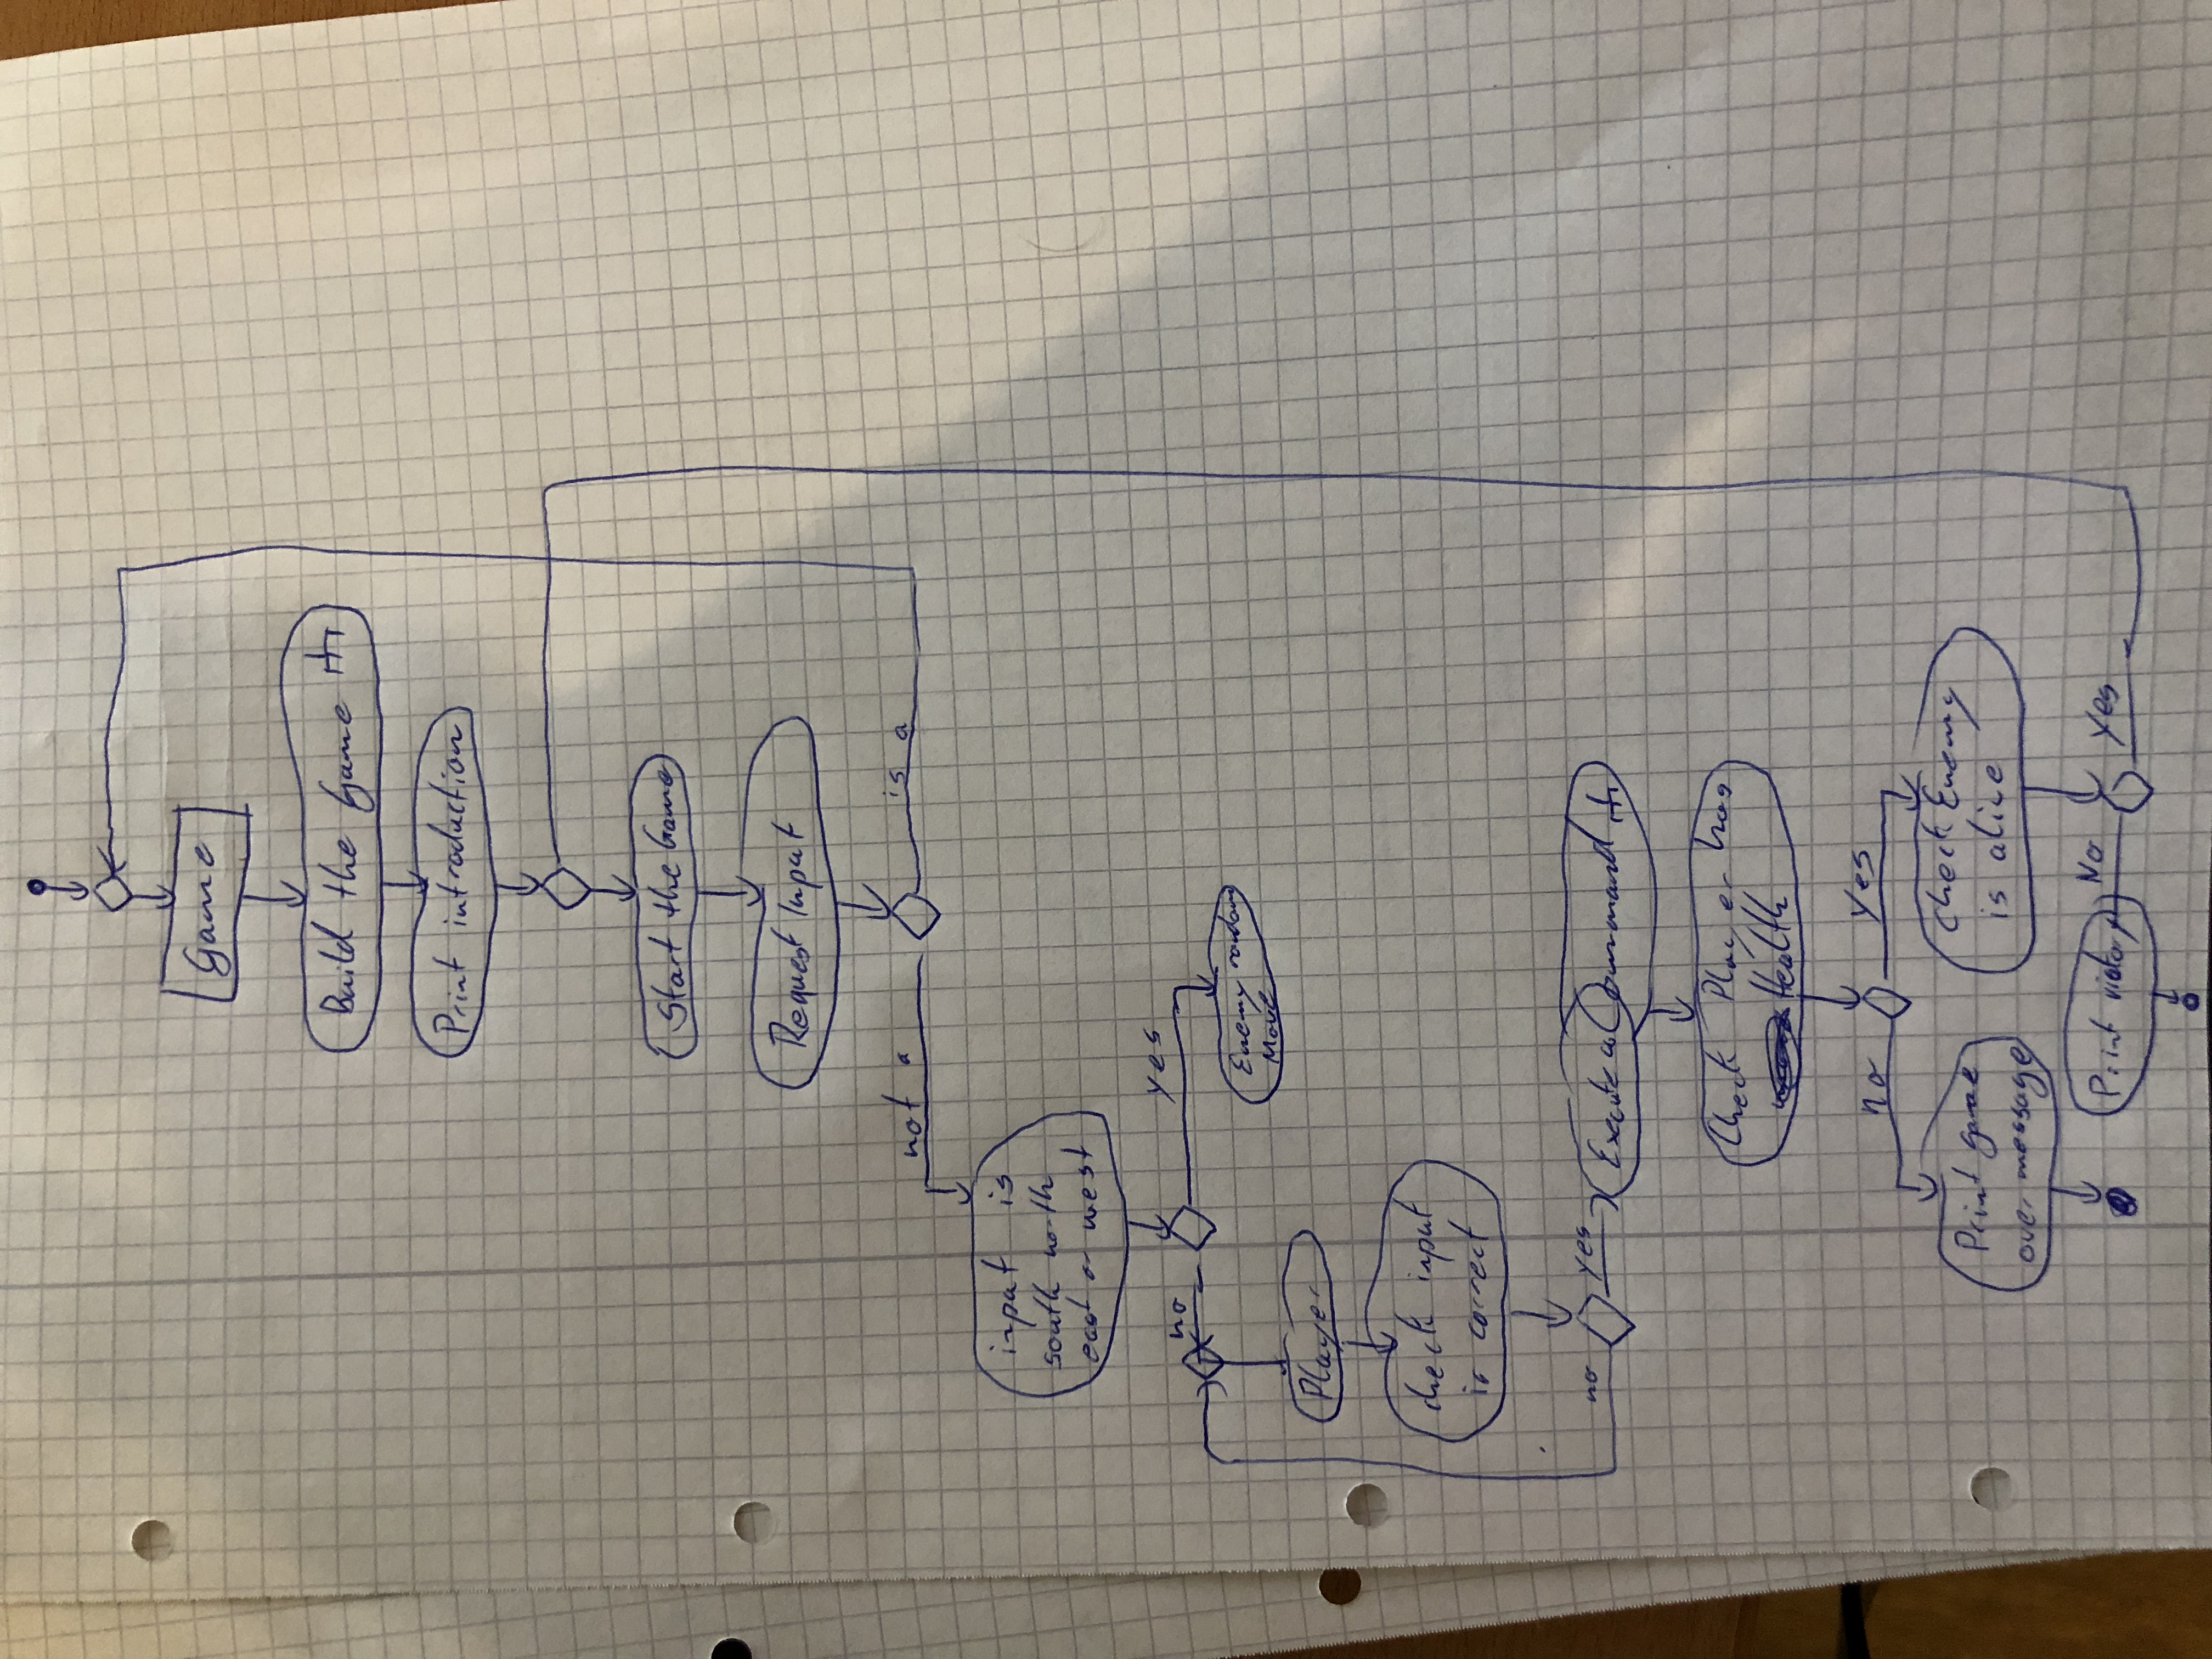 Game
Build the Game
Print introduction
Start the Game
Request Input
not a
is a
input is
south north
east or west
no
yes
Enemy random
Move
Player
check input
is correct
no
yes
Execute a Command
Check Player has
Health
no
Yes
Print game
over message
check Enemy
is alive
Print victory
No
Yes